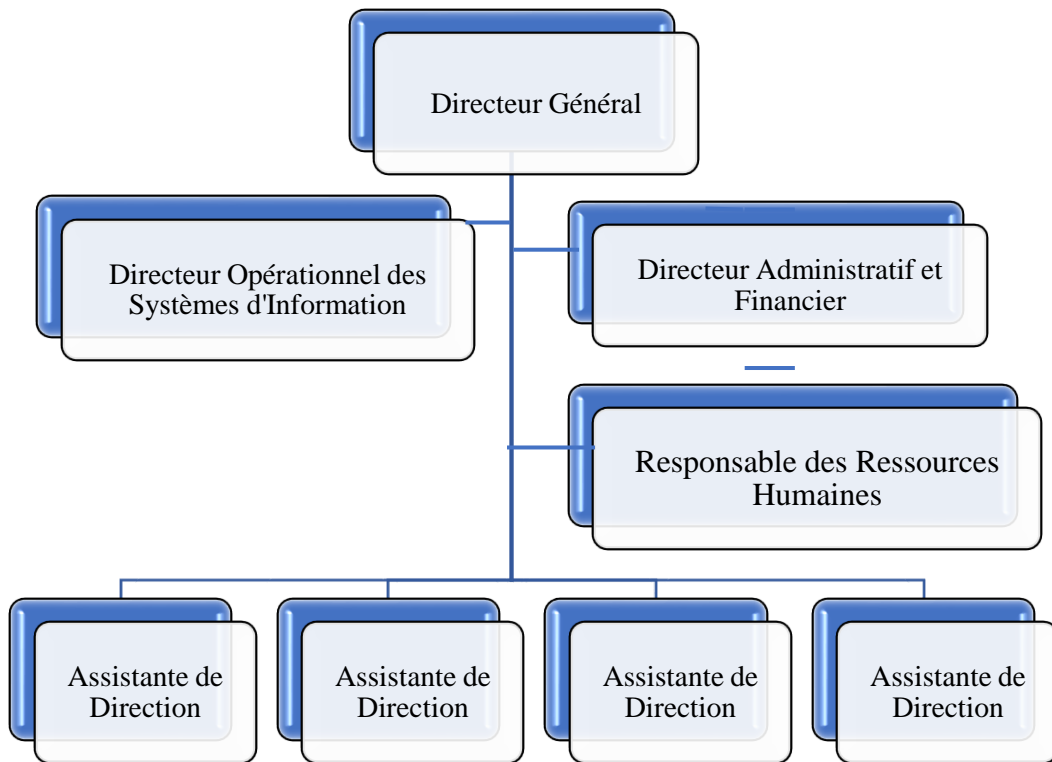 Directeur Général
Directeur Opérationnel des
Systèmes d'Information
Directeur Administratif et
Financier
Responsable des Ressources
Humaines
Assistante de
Direction
Assistante de
Direction
Assistante de
Direction
Assistante de
Direction